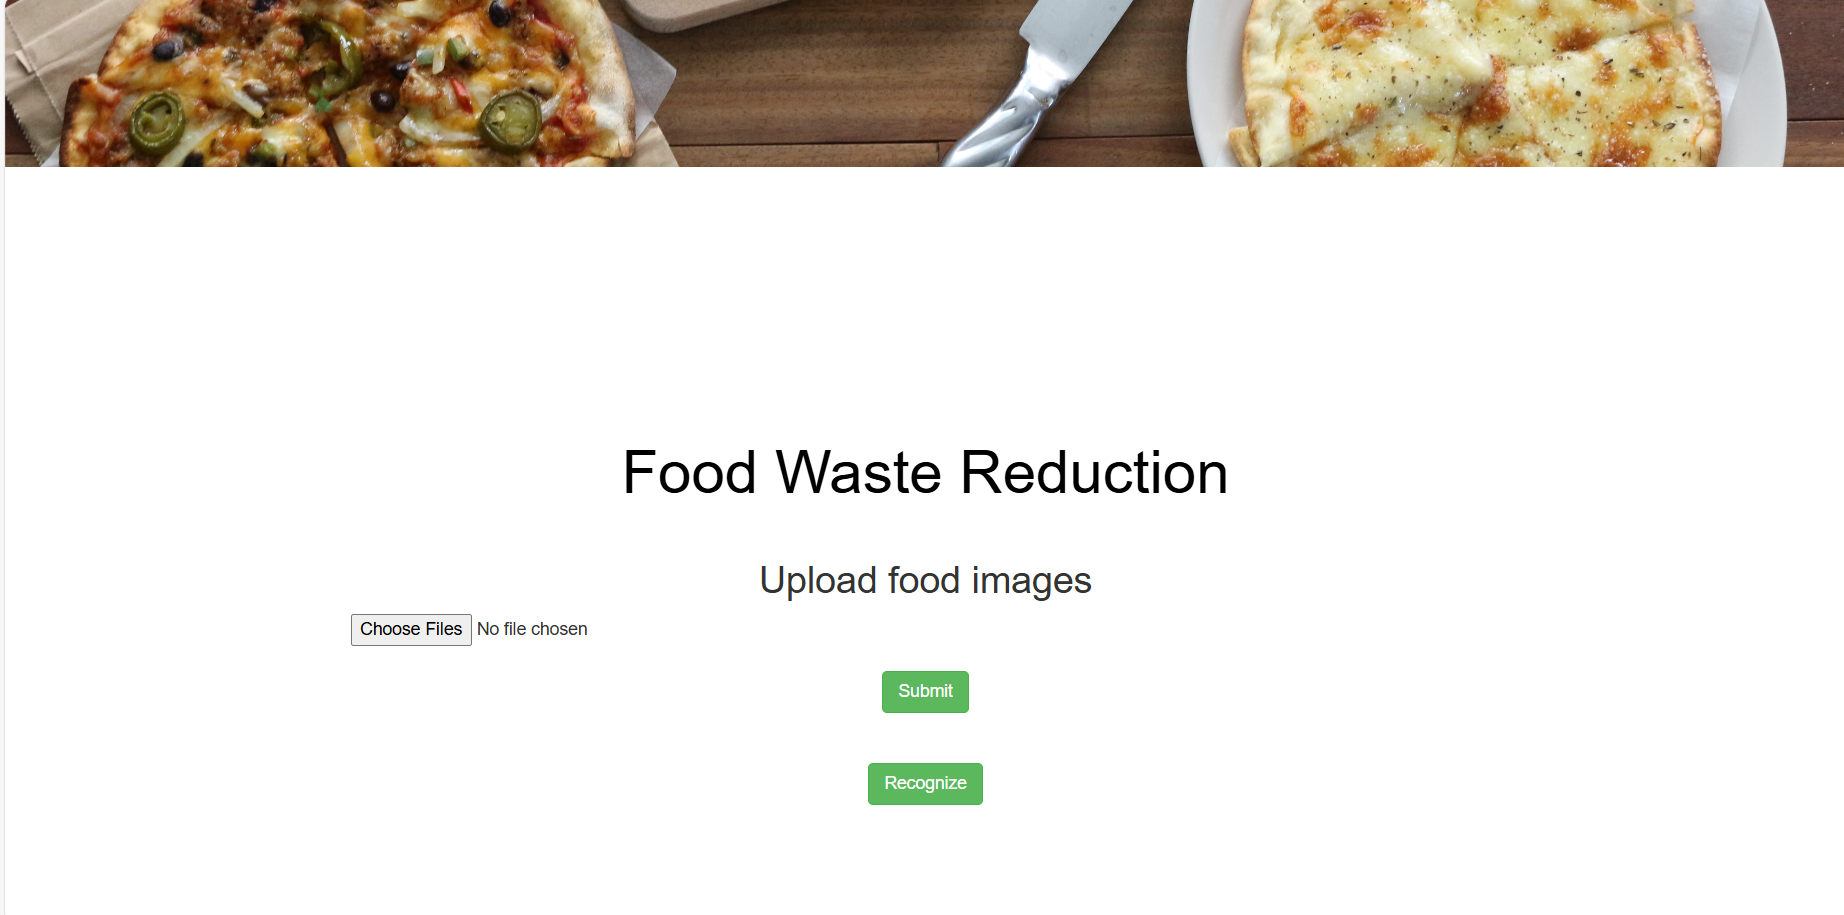 Food Waste Reduction
Upload food images
Choose Files No file chosen
Submit
Recognize